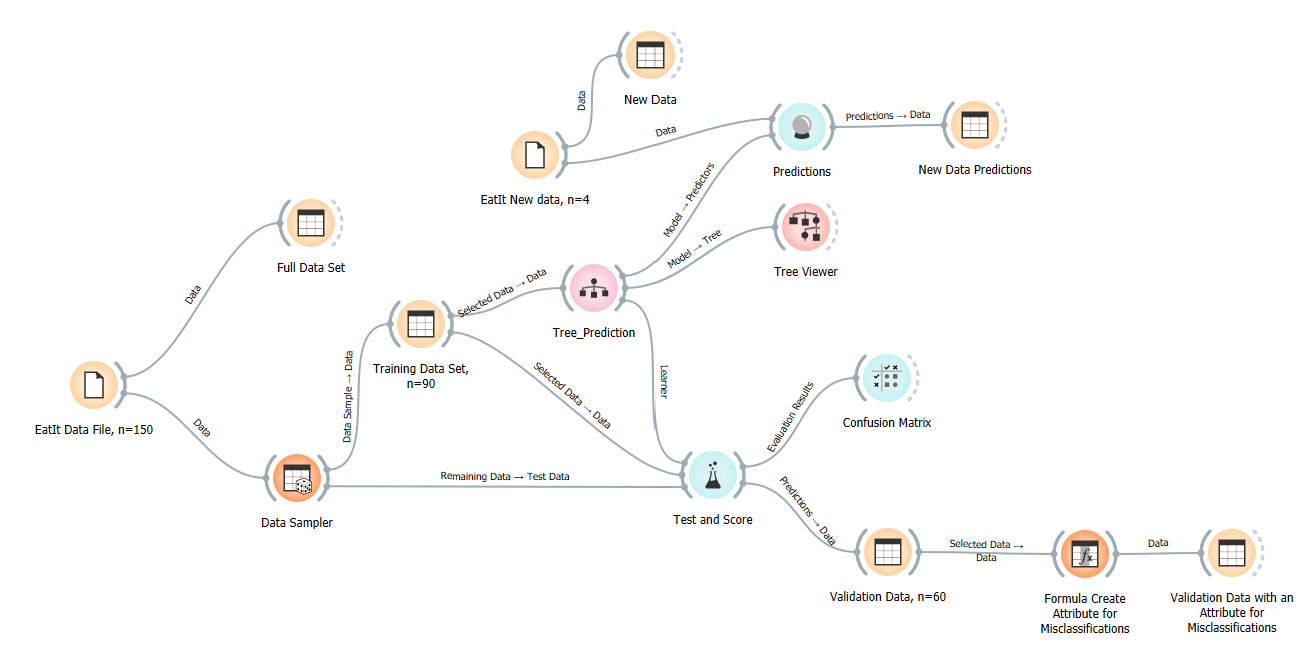 Data
New Data
EatIt New data, n=4
Data
Predictions
Predictions → Data
New Data Predictions
Model → Predictors
Model → Tree
Tree Viewer
Full Data Set
Data
EatIt Data File, n=150
Data
Data Sampler
Data Sample → Data
Training Data Set,
n=90
Selected Data → Data
Tree_Prediction
Selected Data → Data
Learner
Remaining Data → Test Data
Test and Score
Evaluation Results
Confusion Matrix
Predictions → Data
Validation Data, n=60
Selected Data →
Data
Formula Create
Attribute for
Misclassifications
Data
Validation Data with an
Attribute for
Misclassifications